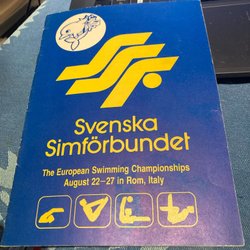 Svenska
Simförbundet
The European Swimming Championships
August 22–27 in Rom, Italy